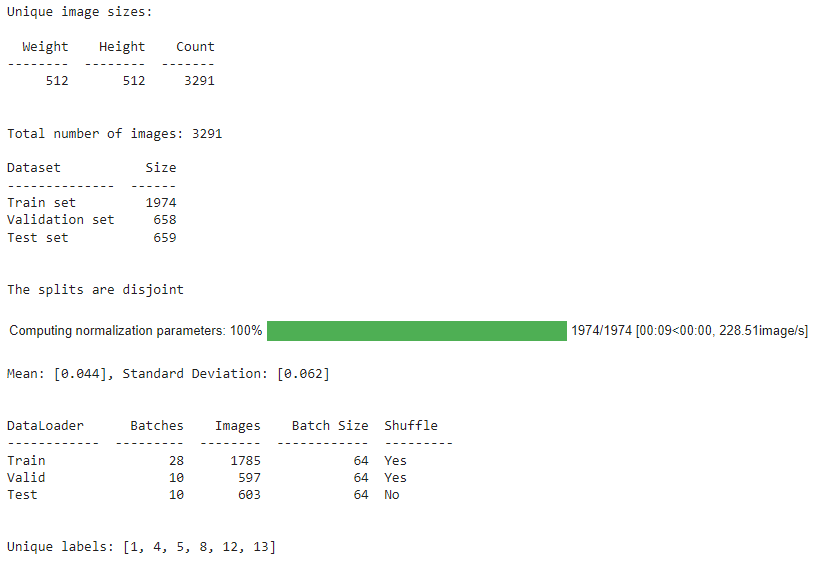 Unique image sizes:
Weight Height Count
-------- -------- -------
512 512 3291
Total number of images: 3291
Dataset Size
-------------- ------
Train set 1974
Validation set 658
Test set 659
The splits are disjoint
Computing normalization parameters: 100% 1974/1974 [00:09<00:00, 228.51image/s]
Mean: [0.044], Standard Deviation: [0.062]
DataLoader Batches Images Batch Size Shuffle
------------ --------- -------- ------------ ---------
Train 28 1785 64 Yes
Valid 10 597 64 Yes
Test 10 603 64 No
Unique labels: [1, 4, 5, 8, 12, 13]